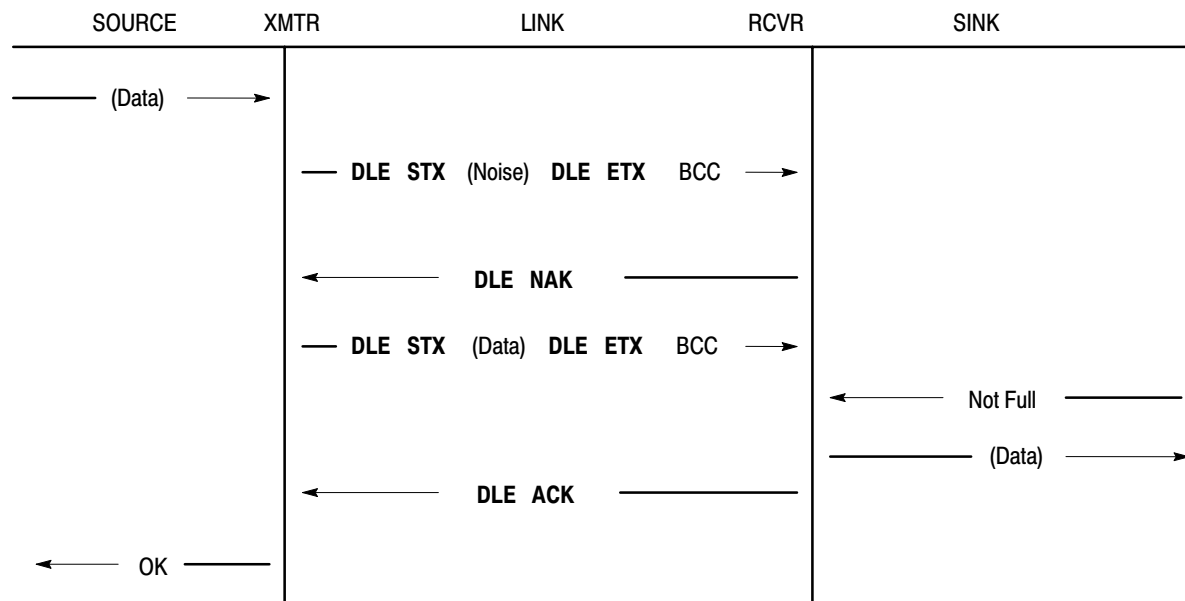 SOURCE XMTR LINK RCVR SINK
(Data)
DLE STX (Noise) DLE ETX BCC
DLE NAK
DLE STX (Data) DLE ETX BCC
Not Full
(Data)
DLE ACK
OK